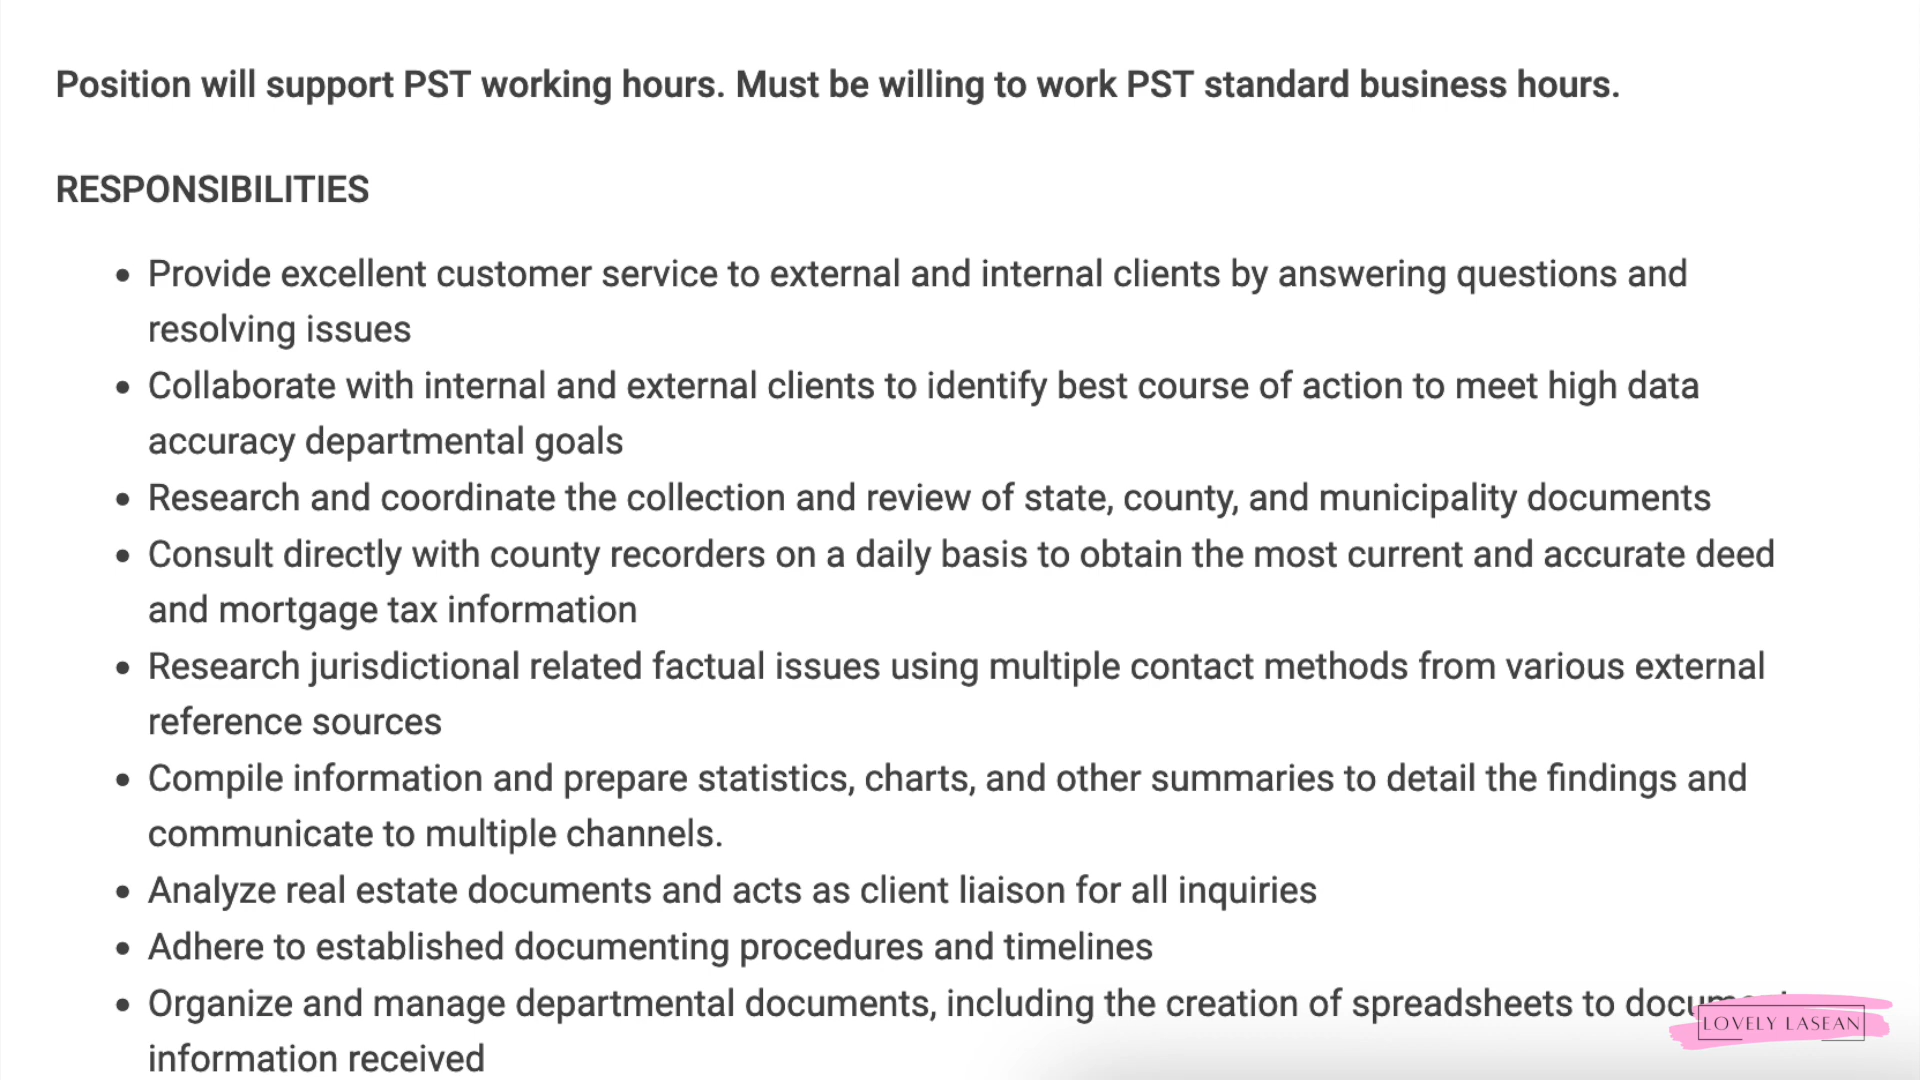 Position will support PST working hours. Must be willing to work PST standard business hours.
RESPONSIBILITIES
• Provide excellent customer service to external and internal clients by answering questions and
resolving issues
• Collaborate with internal and external clients to identify best course of action to meet high data
accuracy departmental goals
• Research and coordinate the collection and review of state, county, and municipality documents
• Consult directly with county recorders on a daily basis to obtain the most current and accurate deed
and mortgage tax information
• Research jurisdictional related factual issues using multiple contact methods from various external
reference sources
• Compile information and prepare statistics, charts, and other summaries to detail the findings and
communicate to multiple channels.
• Analyze real estate documents and acts as client liaison for all inquiries
• Adhere to established documenting procedures and timelines
• Organize and manage departmental documents, including the creation of spreadsheets to
information received
LOVELY LASEAN